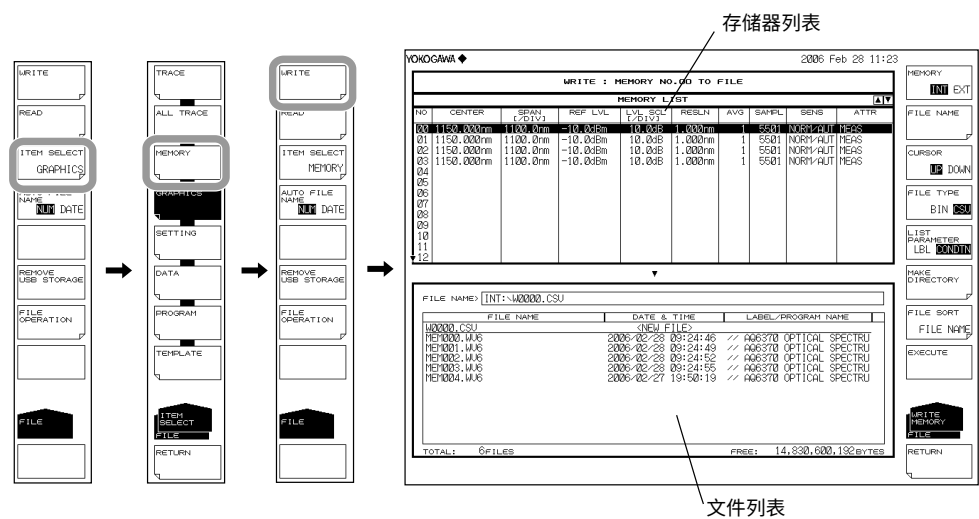 存储器列表
WRITE
READ
ITEM SELECT
GRAPHICS
AUTO FILE
NAME
NUM DATE
REMOVE
USB STORAGE
FILE
OPERATION
FILE
TRACE
ALL TRACE
MEMORY
GRAPHICS
SETTING
DATA
PROGRAM
TEMPLATE
ITEM
SELECT
FILE
RETURN
WRITE
READ
ITEM SELECT
MEMORY
AUTO FILE
NAME
NUM DATE
REMOVE
USB STORAGE
FILE
OPERATION
FILE
YOKOGAWA ◆ 2006 Feb 28 11:23
WRITE : MEMORY NO.00 TO FILE
MEMORY LIST
NO CENTER SPAN [/DIV] REF LVL LVL SCL [/DIV] RESLN AVG SAMPL SENS ATTR
00 1150.000nm 1100.0nm -10.0dBm 10.0dB 1.000nm 1 5501 NORM/AUT MEAS
01 1150.000nm 1100.0nm -10.0dBm 10.0dB 1.000nm 1 5501 NORM/AUT MEAS
02 1150.000nm 1100.0nm -10.0dBm 10.0dB 1.000nm 1 5501 NORM/AUT MEAS
03 1150.000nm 1100.0nm -10.0dBm 10.0dB 1.000nm 1 5501 NORM/AUT MEAS
04
05
06
07
08
09
10
11
12
FILE NAME> INT:\W0000.CSV
FILE NAME DATE & TIME LABEL/PROGRAM NAME
W0000.CSV <NEW FILE>
MEM000.WV6 2006/02/28 09:24:46 // AQ6370 OPTICAL SPECTRU
MEM001.WV6 2006/02/28 09:24:49 // AQ6370 OPTICAL SPECTRU
MEM002.WV6 2006/02/28 09:24:52 // AQ6370 OPTICAL SPECTRU
MEM003.WV6 2006/02/28 09:24:55 // AQ6370 OPTICAL SPECTRU
MEM004.WV6 2006/02/27 19:50:19 // AQ6370 OPTICAL SPECTRU
TOTAL: 6FILES FREE: 14,830,600,192BYTES
MEMORY
INT EXT
FILE NAME
CURSOR
UP DOWN
FILE TYPE
BIN CSV
LIST
PARAMETER
LBL CONDTN
MAKE
DIRECTORY
FILE SORT
FILE NAME
EXECUTE
WRITE
MEMORY
FILE
RETURN
文件列表